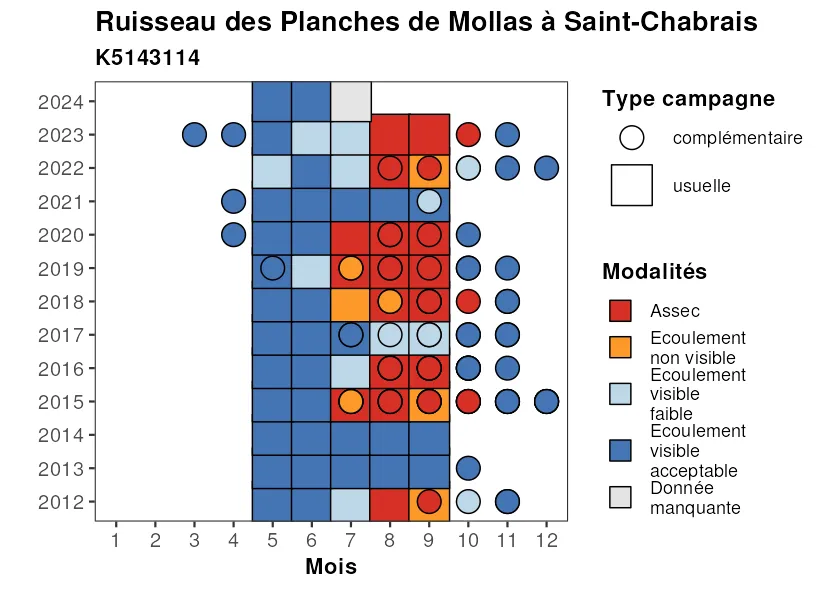 Ruisseau des Planches de Mollas à Saint-Chabrais
K5143114
2024
2023
2022
2021
2020
2019
2018
2017
2016
2015
2014
2013
2012
1 2 3 4 5 6 7 8 9 10 11 12
Mois
Type campagne
complémentaire
usuelle
Modalités
Assec
Ecoulement
non visible
Ecoulement
visible
faible
Ecoulement
visible
acceptable
Donnée
manquante